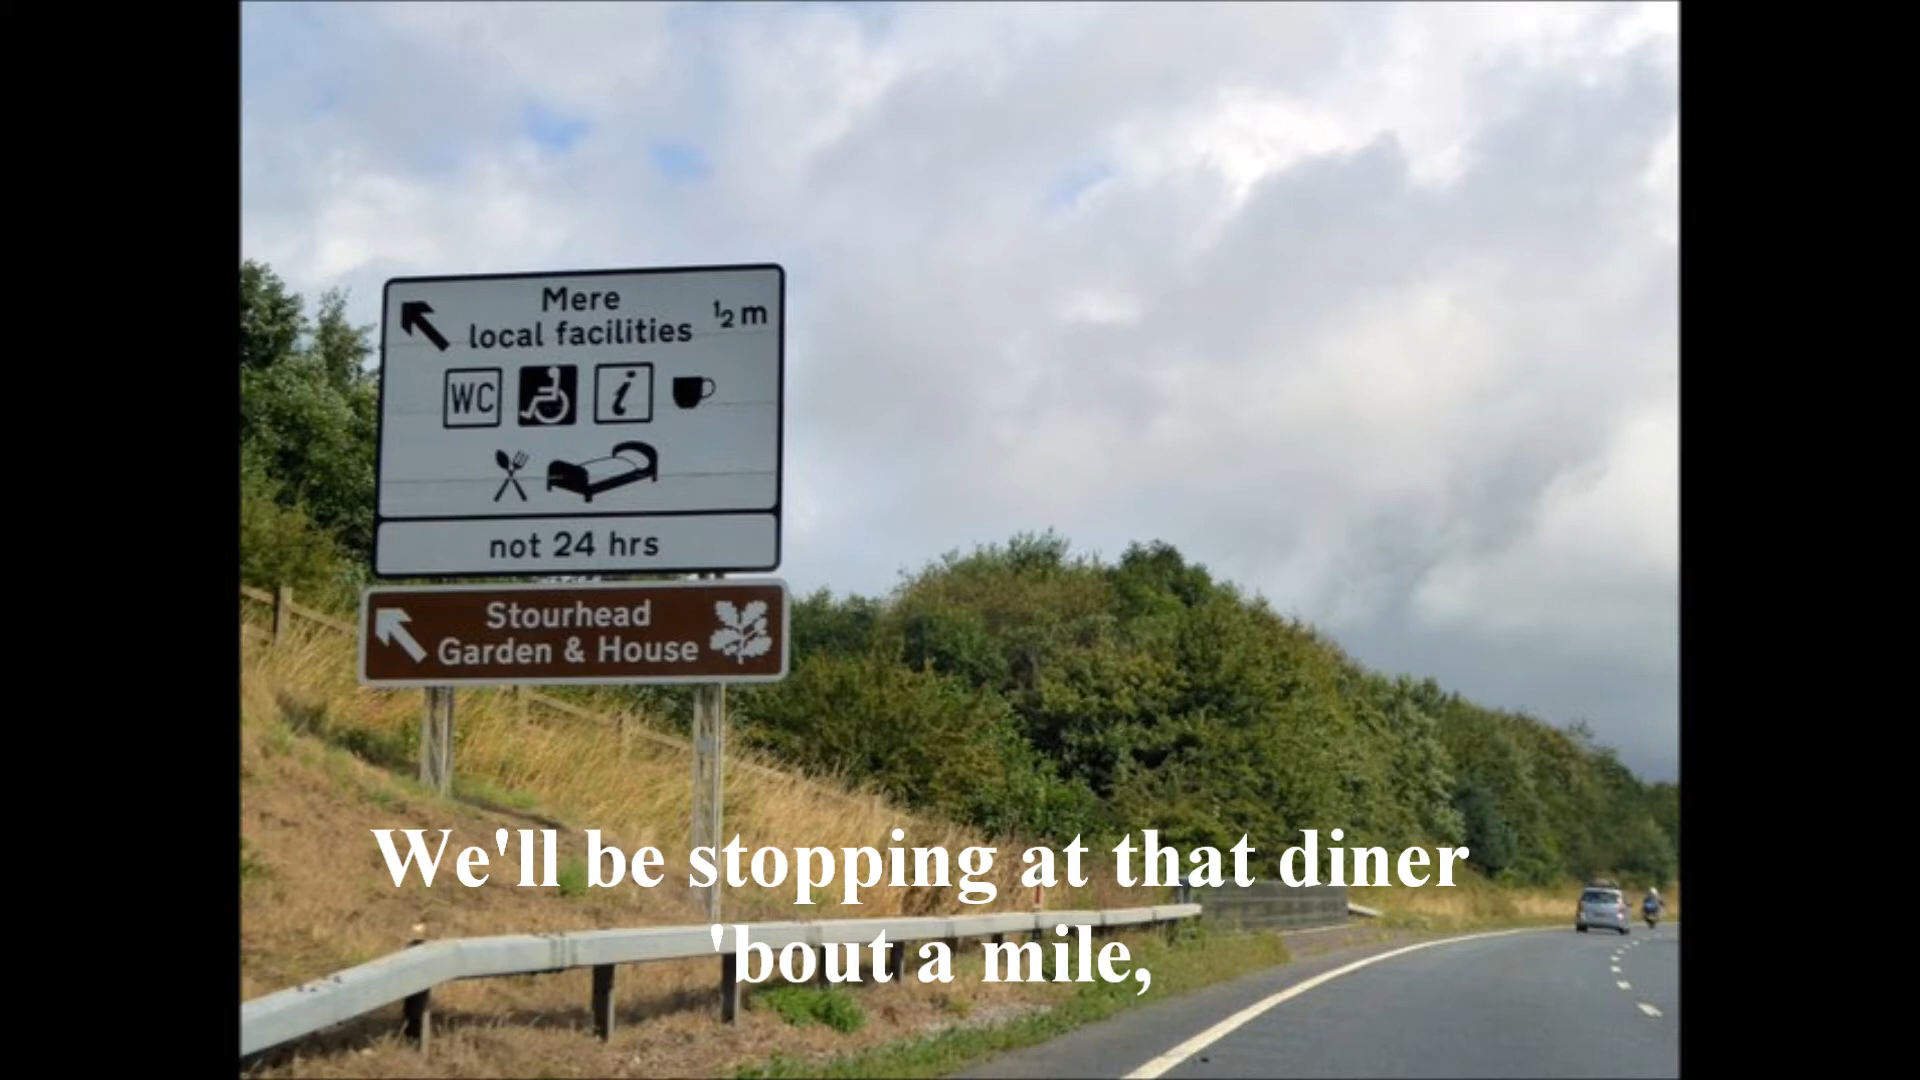 Mere
local facilities
½ m
WC
i
not 24 hrs
Stourhead
Garden & House
We'll be stopping at that diner
'bout a mile,